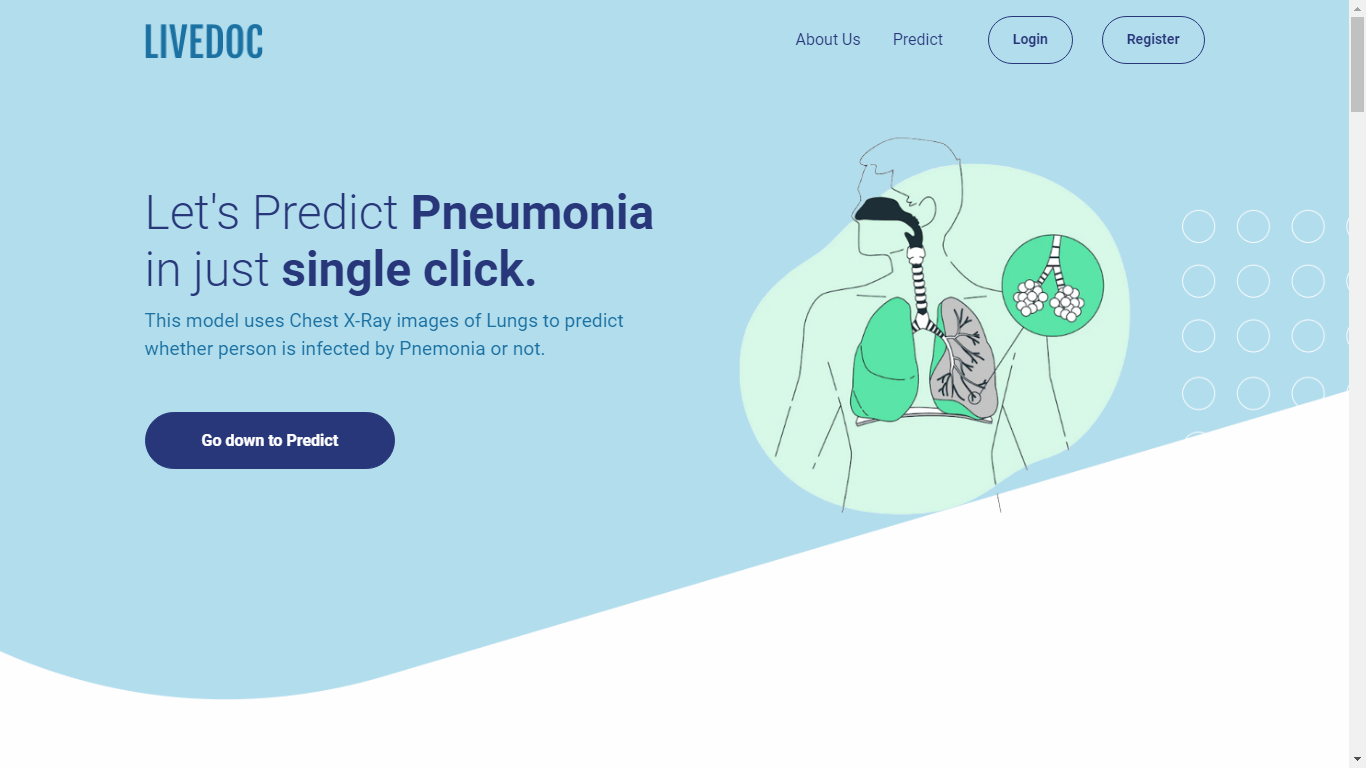 LIVEDOC
About Us Predict Login Register
Let's Predict Pneumonia
in just single click.
This model uses Chest X-Ray images of Lungs to predict
whether person is infected by Pnemonia or not.
Go down to Predict